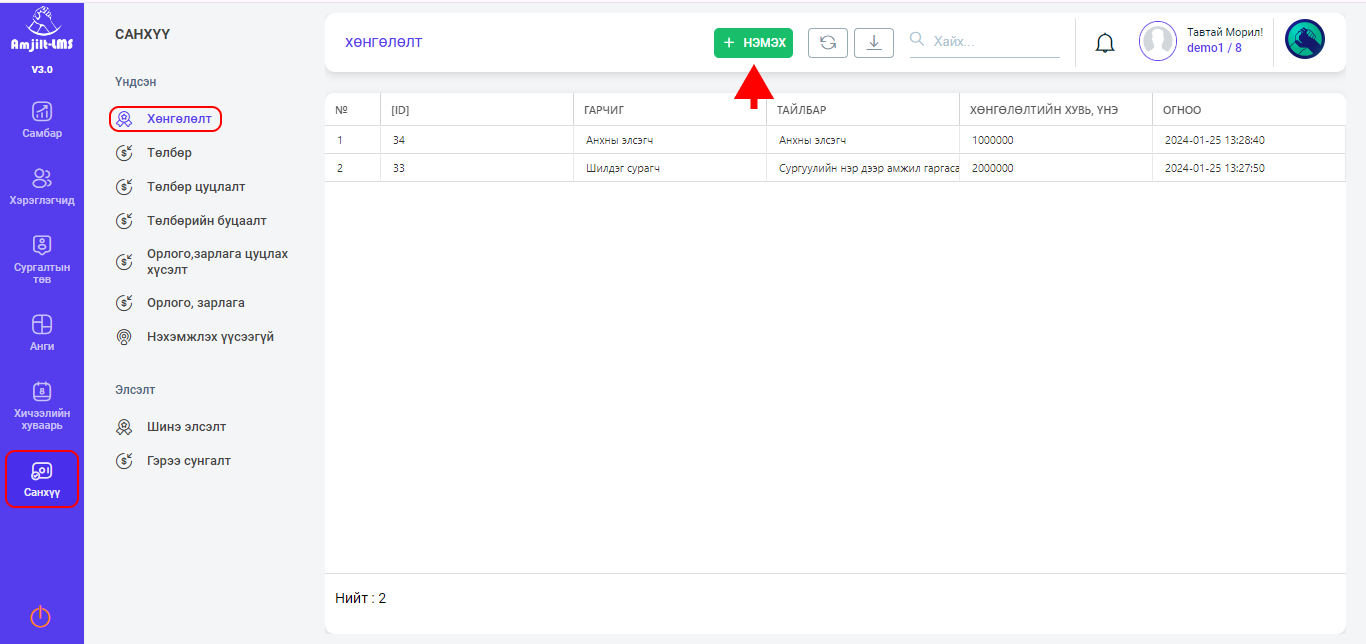 Amjilt-LMS
V3.0
Самбар
Хэрэглэгчид
Сургалтын
төв
Анги
8
Хичээлийн
хуваарь
Санхүү
САНХҮҮ
Үндсэн
Хөнгөлөлт
Төлбөр
Төлбөр цуцлалт
Төлбөрийн буцаалт
Орлого,зарлага цуцлах
хүсэлт
Орлого, зарлага
Нэхэмжлэх үүсээгүй
Элсэлт
Шинэ элсэлт
Гэрээ сунгалт
ХӨНГӨЛӨЛТ
+ НЭМЭХ
Хайх...
Тавтай Морил!
demo1 / 8
№ [ID] ГАРЧИГ ТАЙЛБАР ХӨНГӨЛӨЛТИЙН ХУВЬ, ҮНЭ ОГНОО
1 34 Анхны элсэгч Анхны элсэгч 1000000 2024-01-25 13:28:40
2 33 Шилдэг сурагч Сургуулийн нэр дээр амжил гаргаса 2000000 2024-01-25 13:27:50
Нийт : 2